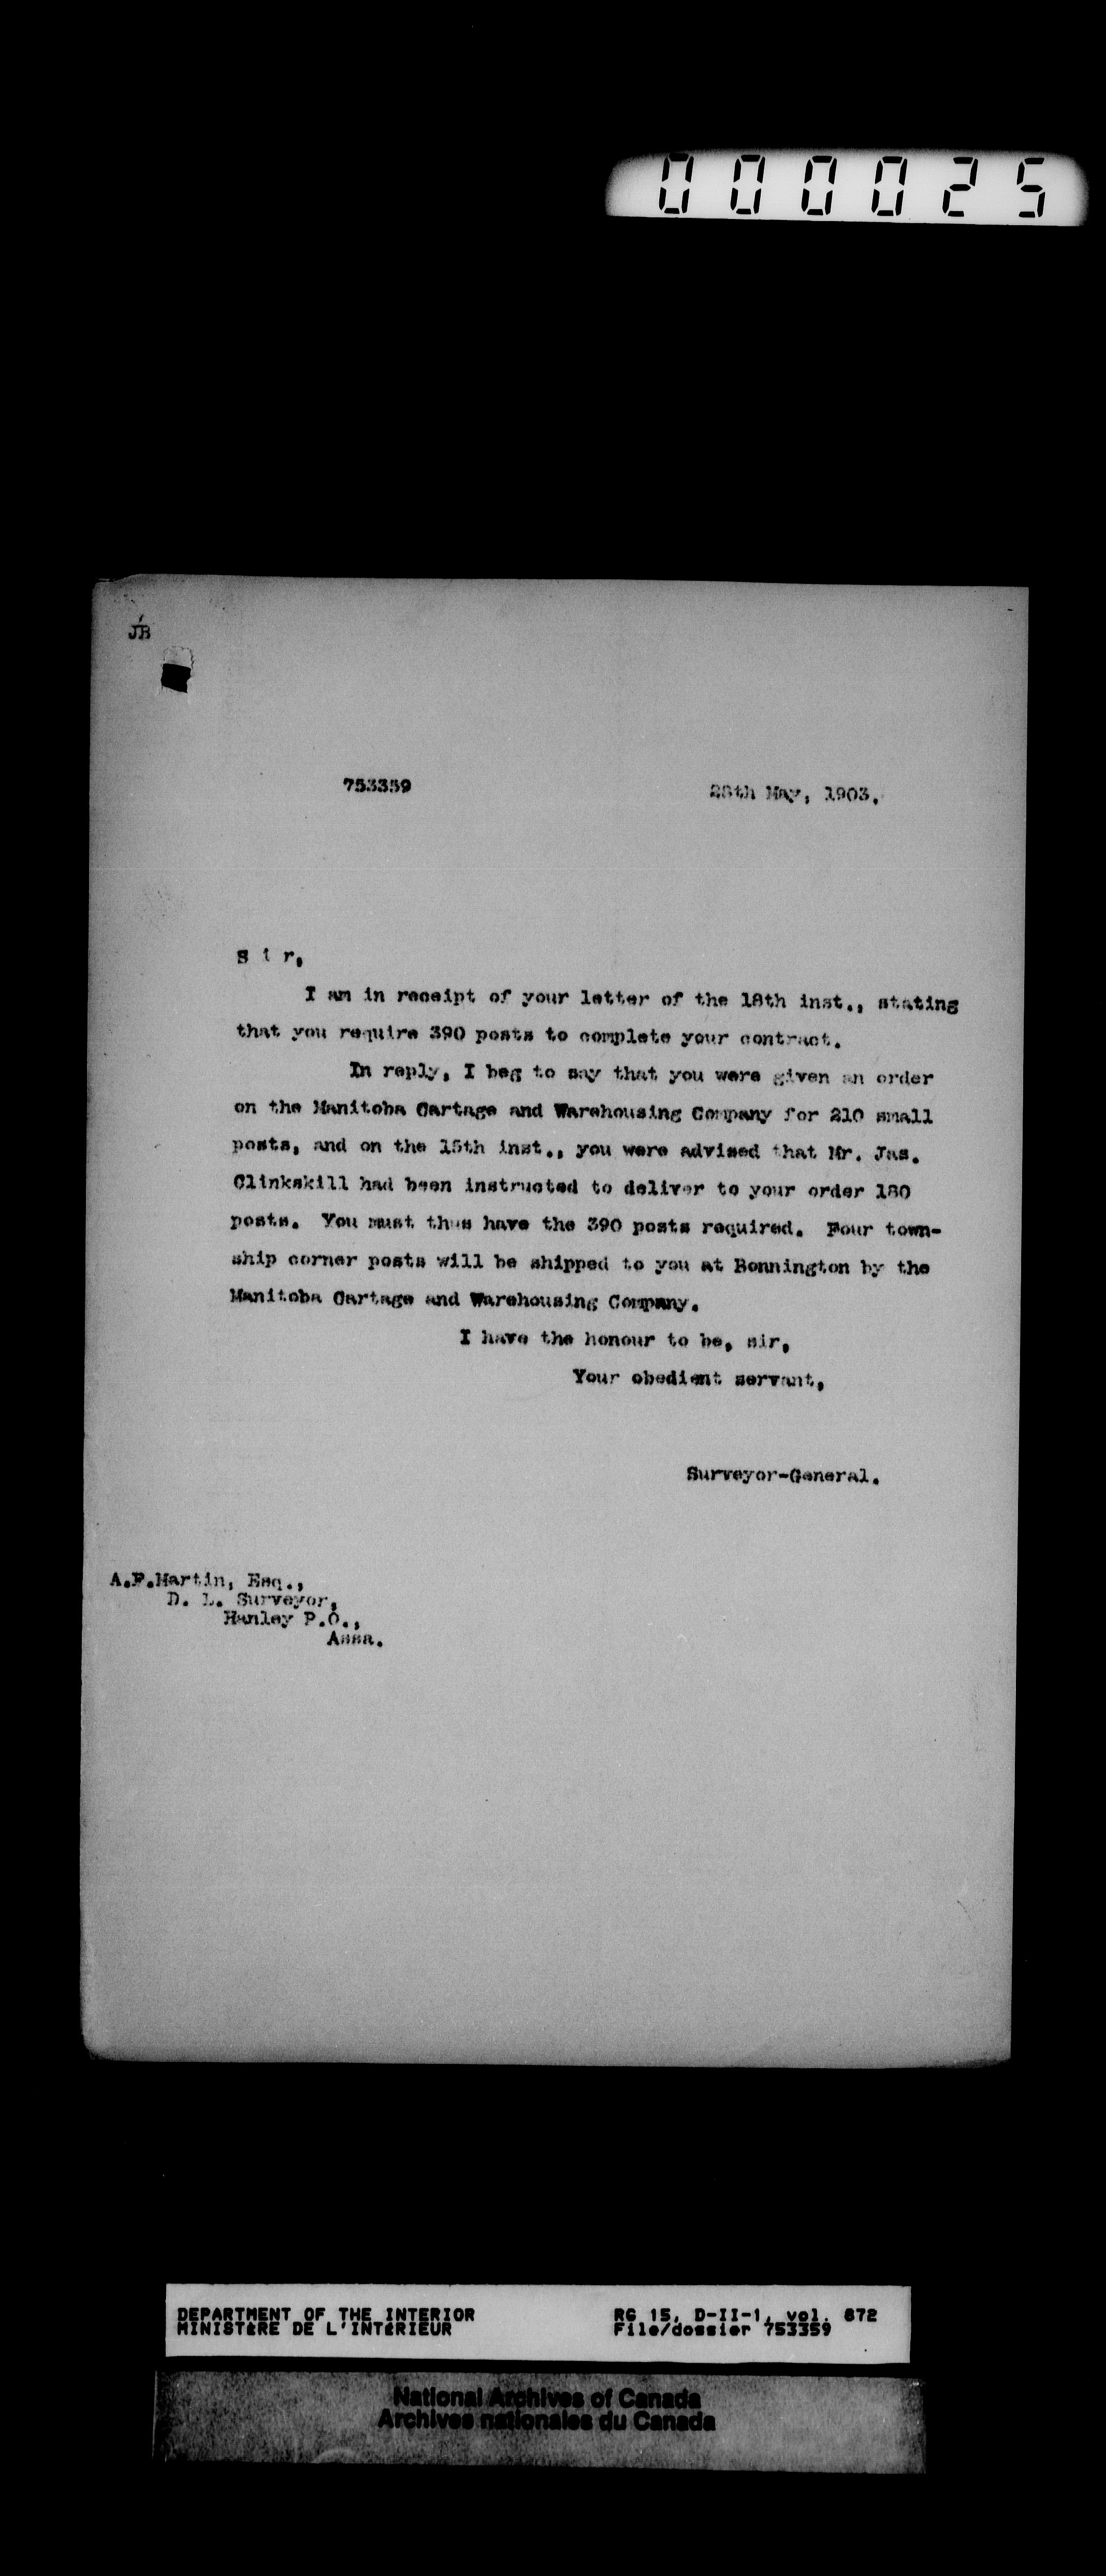 000025
JB
753359
28th May, 1903.
S i r,
I am in receipt of your letter of the 18th inst., stating
that you require 390 posts to complete your contract.
In reply, I beg to say that you were given an order
on the Manitoba Cartage and Warehousing Company for 210 small
posts, and on the 15th inst., you were advised that Mr. Jas.
Clinkskill had been instructed to deliver to your order 180
posts. You must thus have the 390 posts required. Four town-
ship corner posts will be shipped to you at Bonnington by the
Manitoba Cartage and Warehousing Company.
I have the honour to be, sir,
Your obedient servant,
Surveyor-General.
A.F.Martin, Esq.,
D. L. Surveyor,
Hanley P.O.,
Assa.
DEPARTMENT OF THE INTERIOR
MINISTÈRE DE L'INTÉRIEUR
RG 15, D-II-1, vol. 872
File/dossier 753359
National Archives of Canada
Archives nationales du Canada